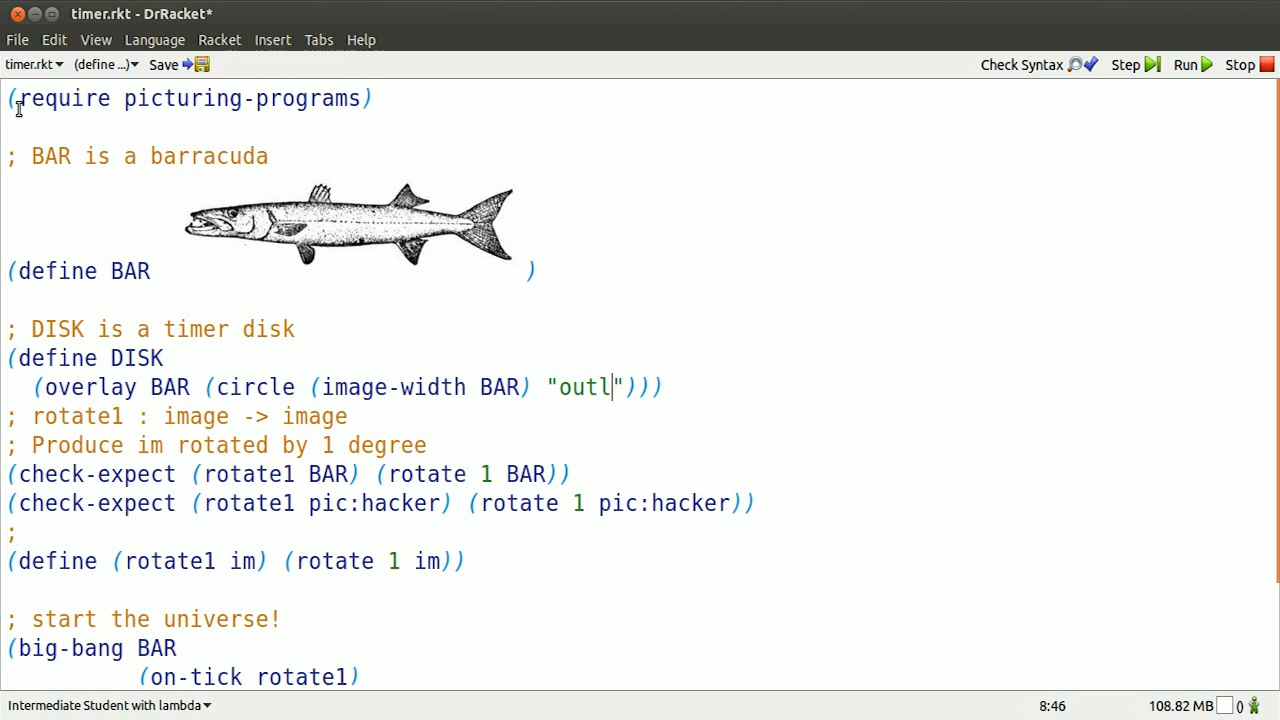 timer.rkt - DrRacket*
File Edit View Language Racket Insert Tabs Help
timer.rkt (define ...) Save Check Syntax Step Run Stop
(require picturing-programs)
; BAR is a barracuda
(define BAR )
; DISK is a timer disk
(define DISK
(overlay BAR (circle (image-width BAR) "outl")))
; rotate1 : image -> image
; Produce im rotated by 1 degree
(check-expect (rotate1 BAR) (rotate 1 BAR))
(check-expect (rotate1 pic:hacker) (rotate 1 pic:hacker))
;
(define (rotate1 im) (rotate 1 im))
; start the universe!
(big-bang BAR
(on-tick rotate1)
Intermediate Student with lambda 8:46 108.82 MB ()